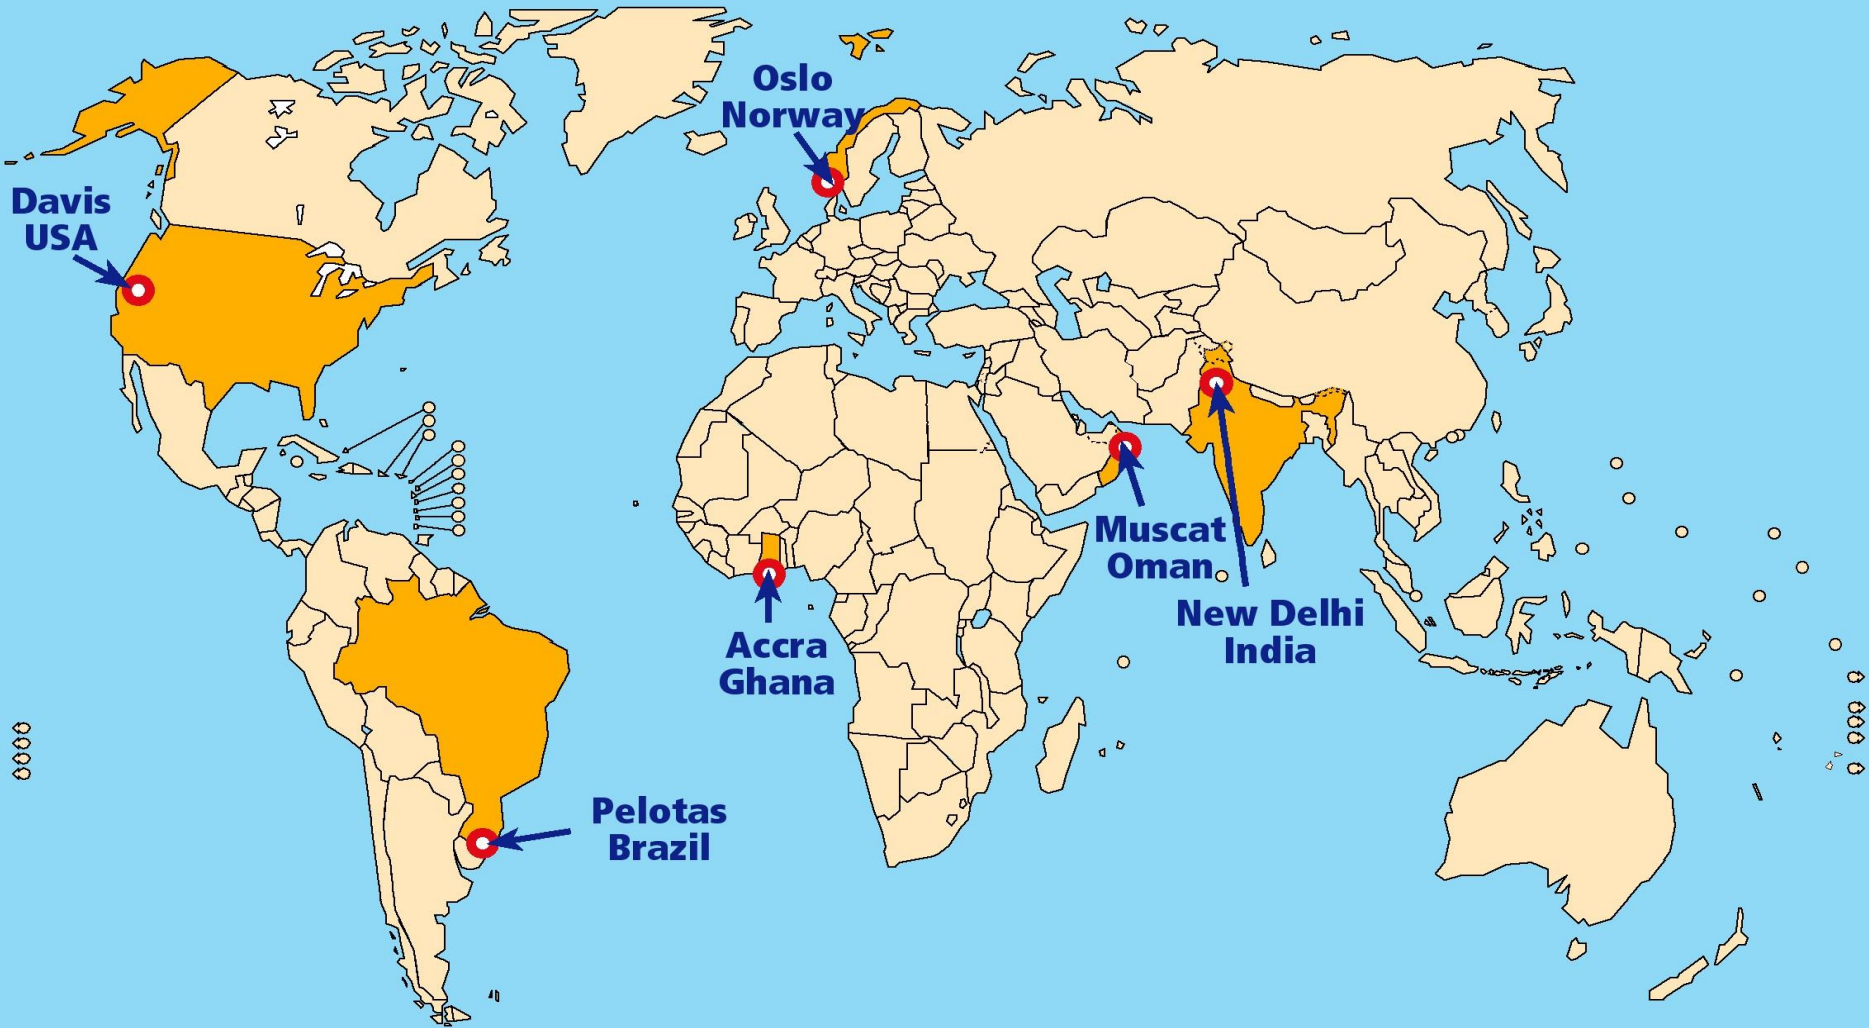 Oslo
Norway
Davis
USA
Muscat
Oman
New Delhi
India
Accra
Ghana
Pelotas
Brazil